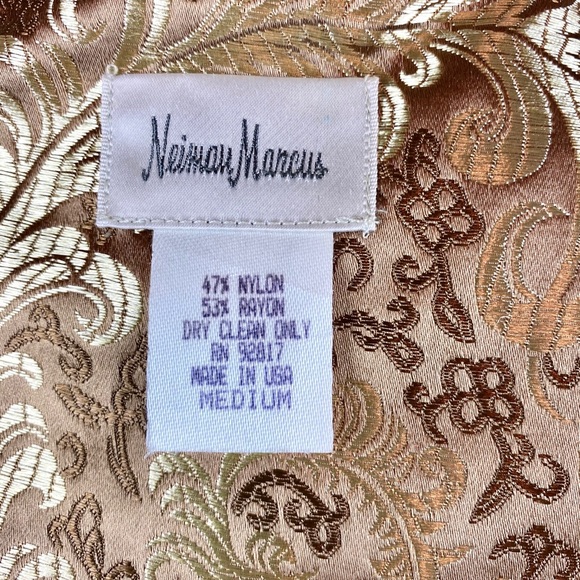 Neiman Marcus
47% NYLON
53% RAYON
DRY CLEAN ONLY
RN 92817
MADE IN USA
MEDIUM